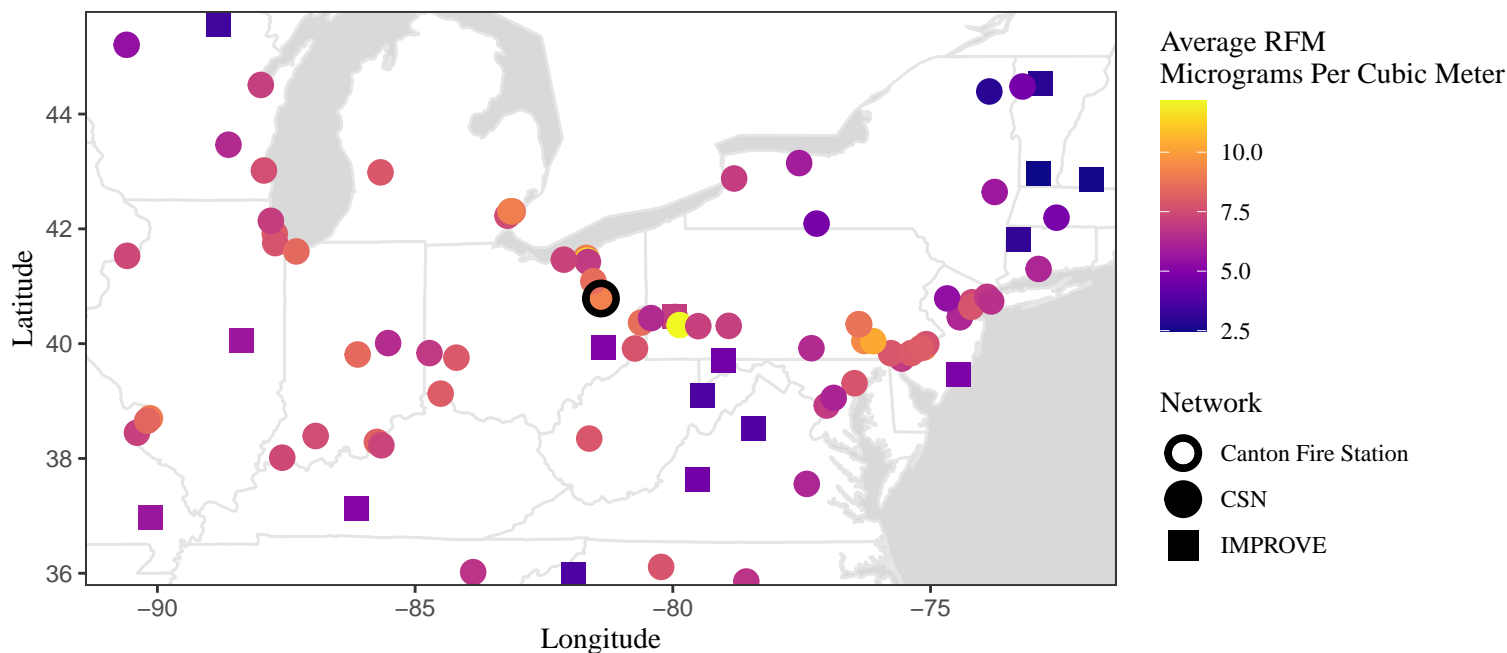 Average RFM
Micrograms Per Cubic Meter
10.0
7.5
5.0
2.5
Network
Canton Fire Station
CSN
IMPROVE
Latitude
44
42
40
38
36
−90
−85
−80
−75
Longitude